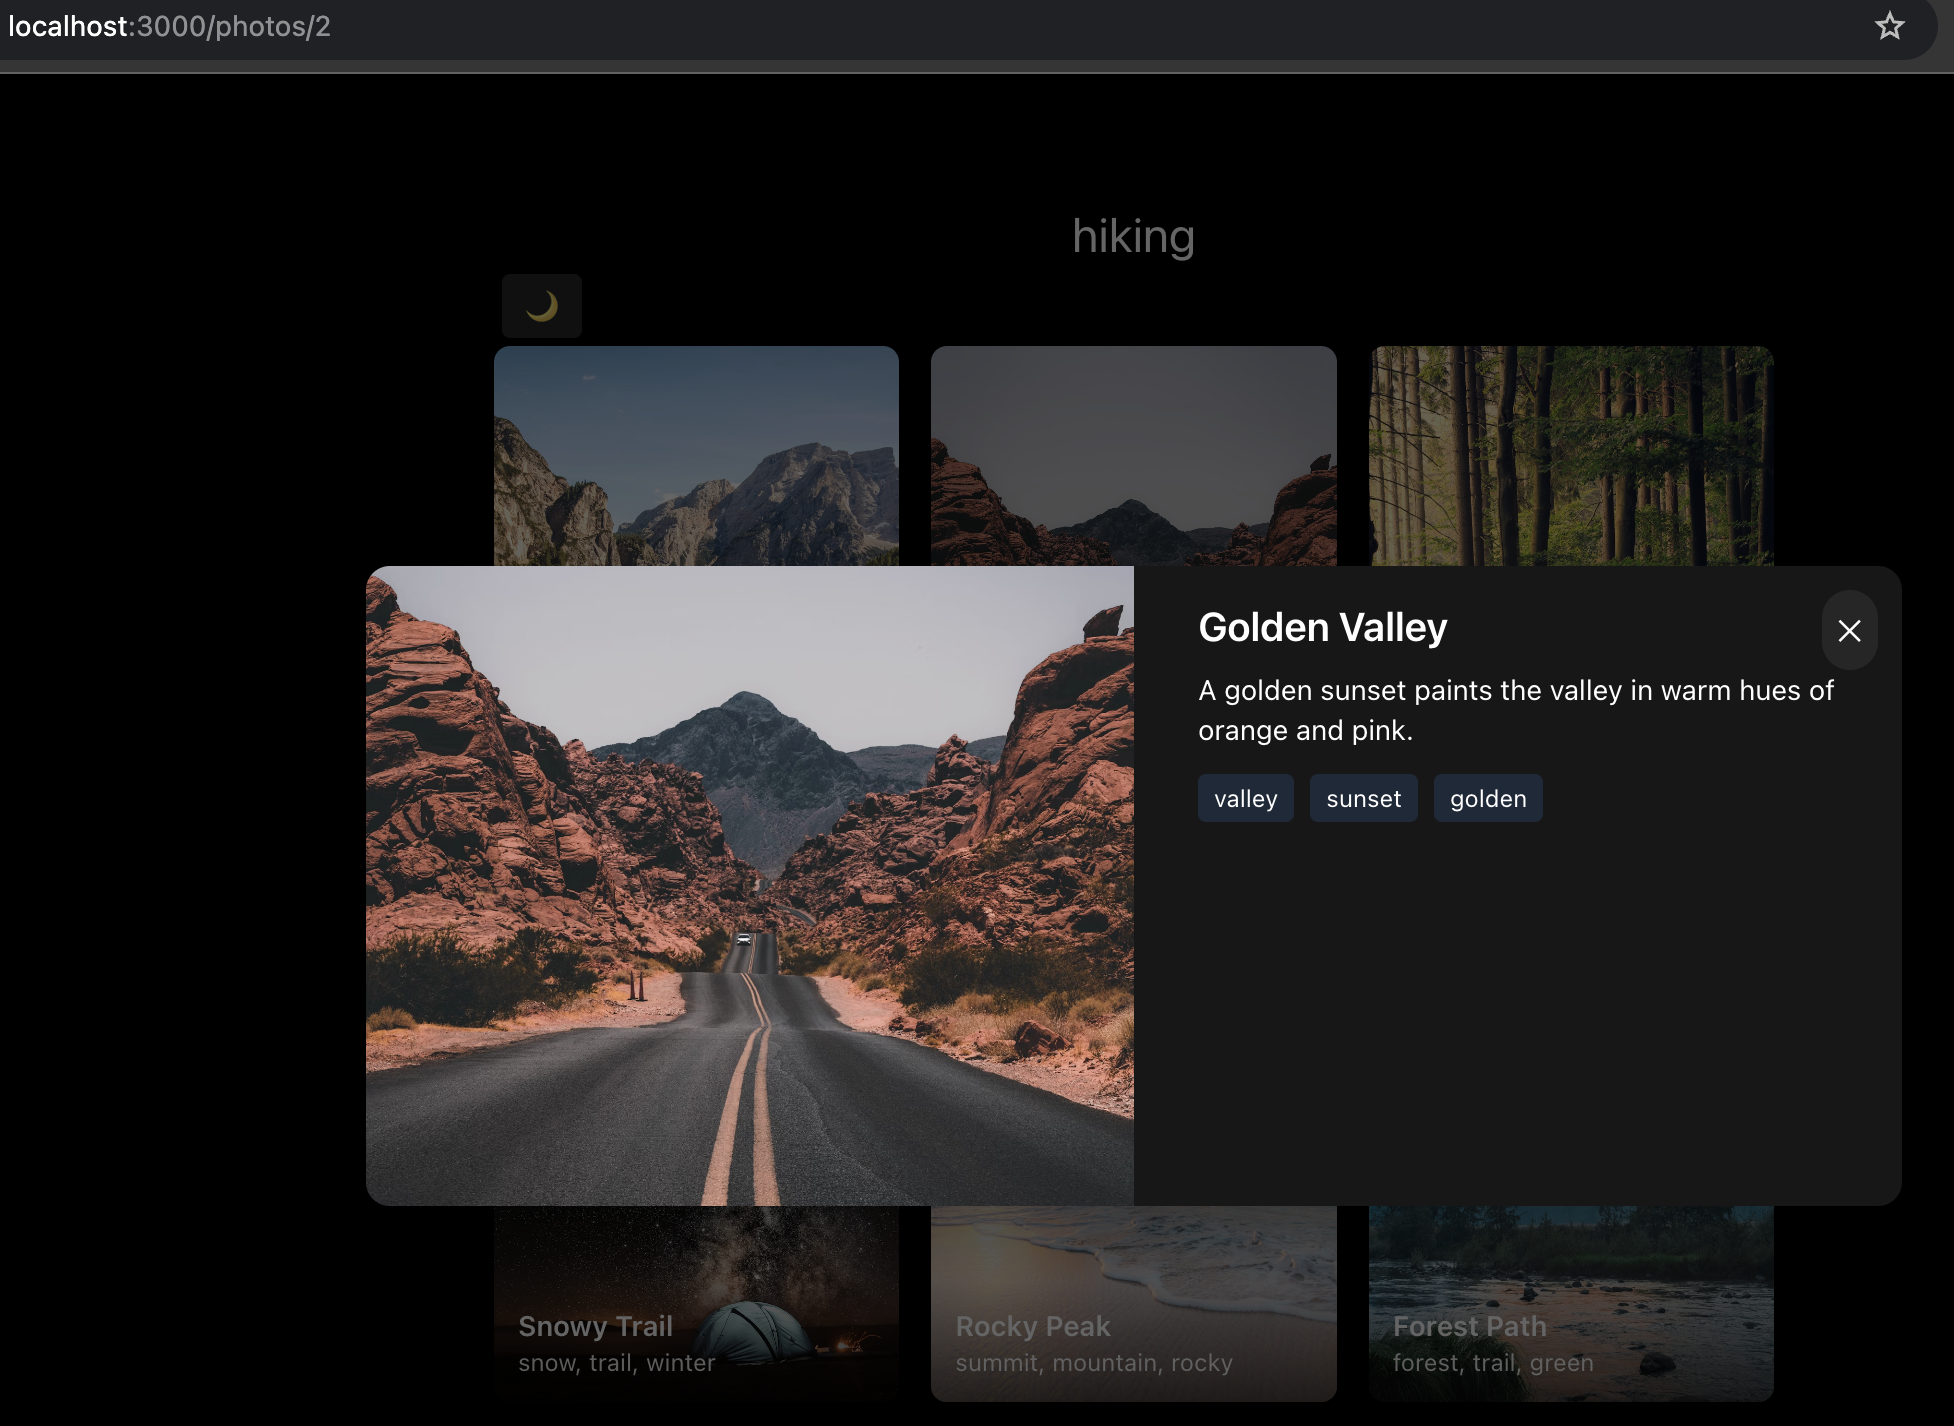 localhost:3000/photos/2
hiking
Golden Valley
A golden sunset paints the valley in warm hues of
orange and pink.
valley sunset golden
Snowy Trail Rocky Peak Forest Path
snow, trail, winter summit, mountain, rocky forest, trail, green